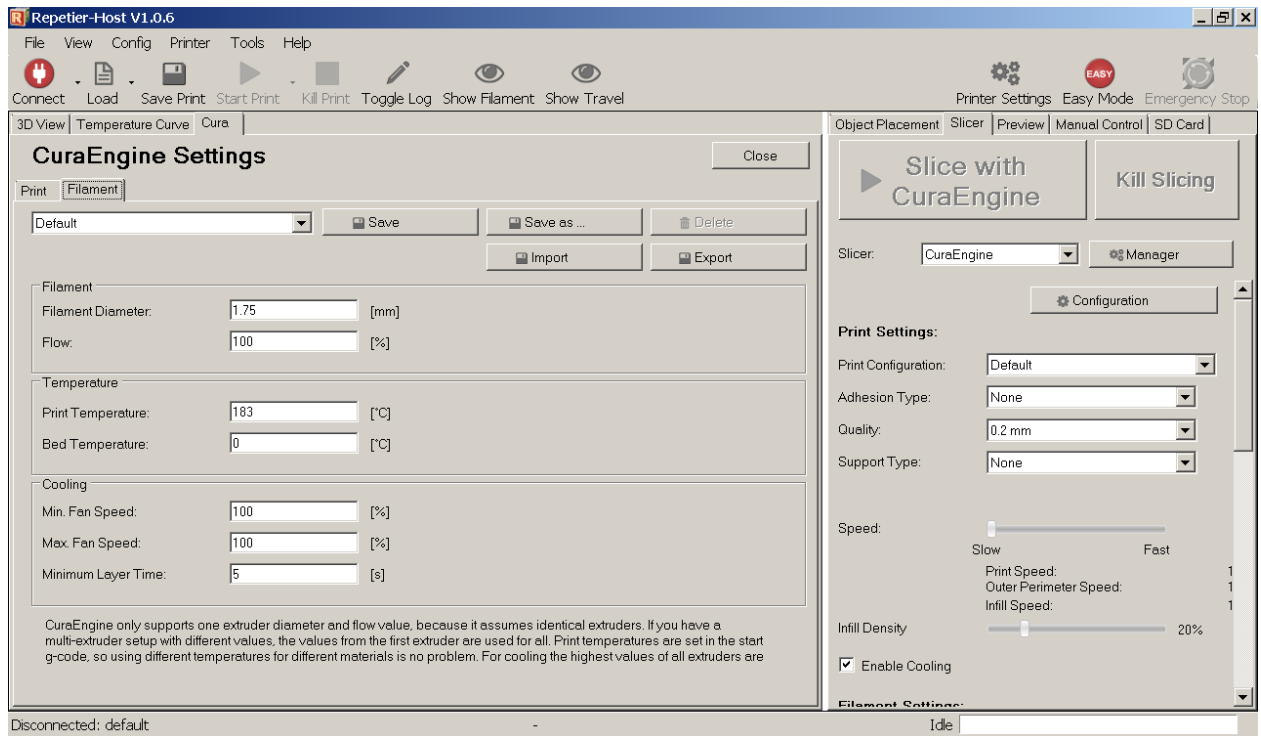 Repetier-Host V1.0.6
File View Config Printer Tools Help
Connect Load Save Print Start Print Kill Print Toggle Log Show Filament Show Travel Printer Settings EASY Easy Mode Emergency Stop
3D View Temperature Curve Cura
Object Placement Slicer Preview Manual Control SD Card
CuraEngine Settings
Close
Print Filament
Default Save Save as ... Delete
Import Export
Filament
Filament Diameter: 1.75 [mm]
Flow: 100 [%]
Temperature
Print Temperature: 183 [°C]
Bed Temperature: 0 [°C]
Cooling
Min. Fan Speed: 100 [%]
Max. Fan Speed: 100 [%]
Minimum Layer Time: 5 [s]
CuraEngine only supports one extruder diameter and flow value, because it assumes identical extruders. If you have a
multi-extruder setup with different values, the values from the first extruder are used for all. Print temperatures are set in the start
g-code, so using different temperatures for different materials is no problem. For cooling the highest values of all extruders are
Slice with
CuraEngine
Kill Slicing
Slicer: CuraEngine Manager
Configuration
Print Settings:
Print Configuration: Default
Adhesion Type: None
Quality: 0.2 mm
Support Type: None
Speed:
Slow Fast
Print Speed: 1
Outer Perimeter Speed: 1
Infill Speed: 1
Infill Density 20%
Enable Cooling
Filament Settings:
Disconnected: default - Idle